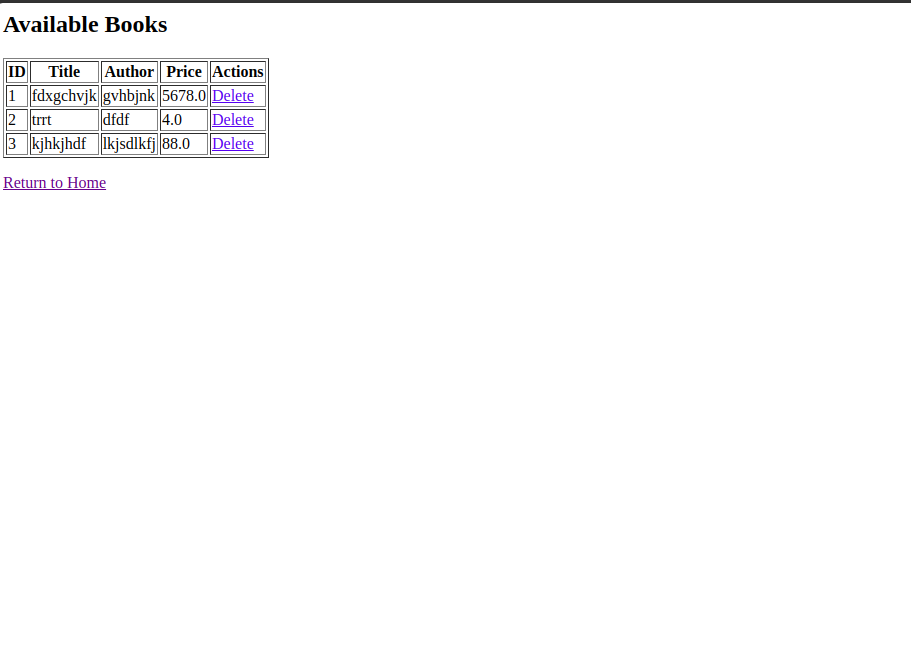 Available Books
ID Title Author Price Actions
1 fdxgchvjk gvhbjnk 5678.0 Delete
2 trrt dfdf 4.0 Delete
3 kjhkjhdf lkjsdlkfj 88.0 Delete
Return to Home